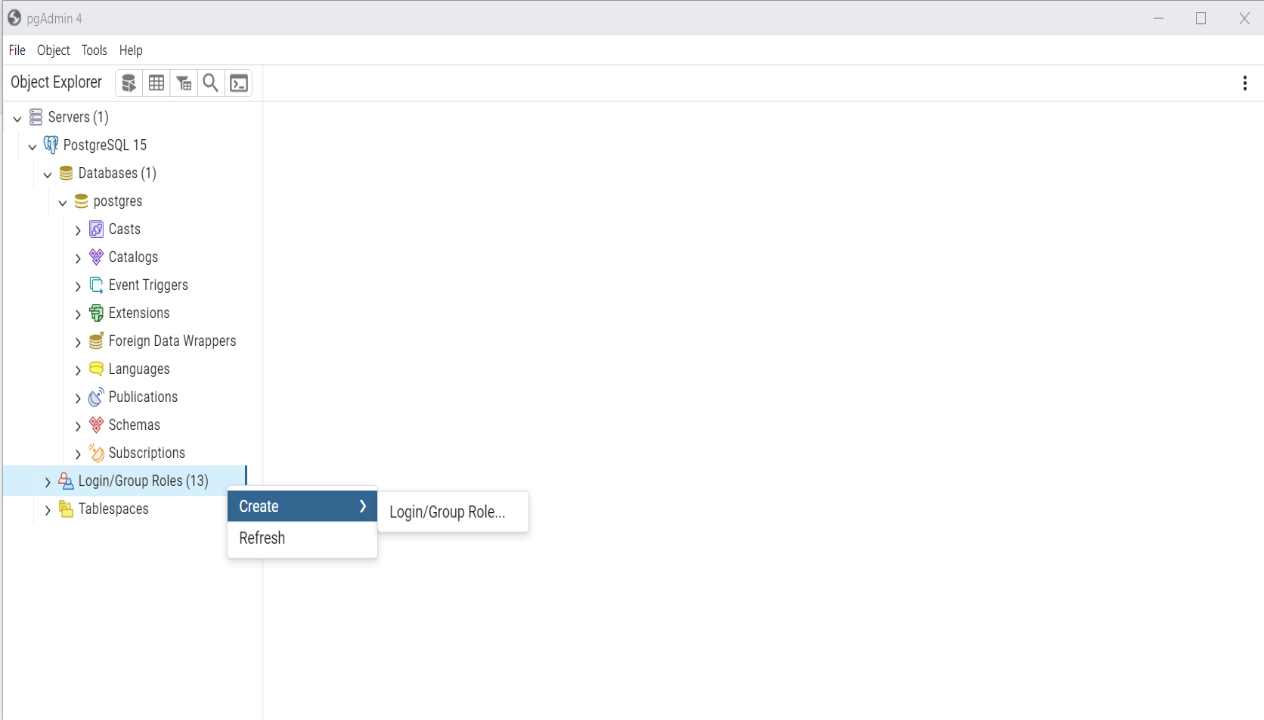 pgAdmin 4
File Object Tools Help
Object Explorer
Servers (1)
PostgreSQL 15
Databases (1)
postgres
Casts
Catalogs
Event Triggers
Extensions
Foreign Data Wrappers
Languages
Publications
Schemas
Subscriptions
Login/Group Roles (13)
Tablespaces
Create
Login/Group Role...
Refresh